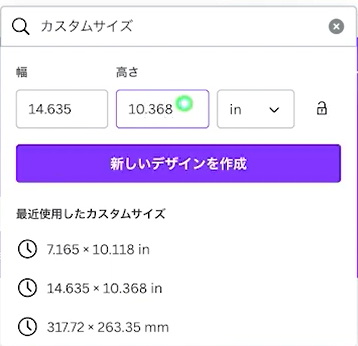 カスタムサイズ
幅 高さ
14.635 10.368 in
新しいデザインを作成
最近使用したカスタムサイズ
7.165 × 10.118 in
14.635 × 10.368 in
317.72 × 263.35 mm